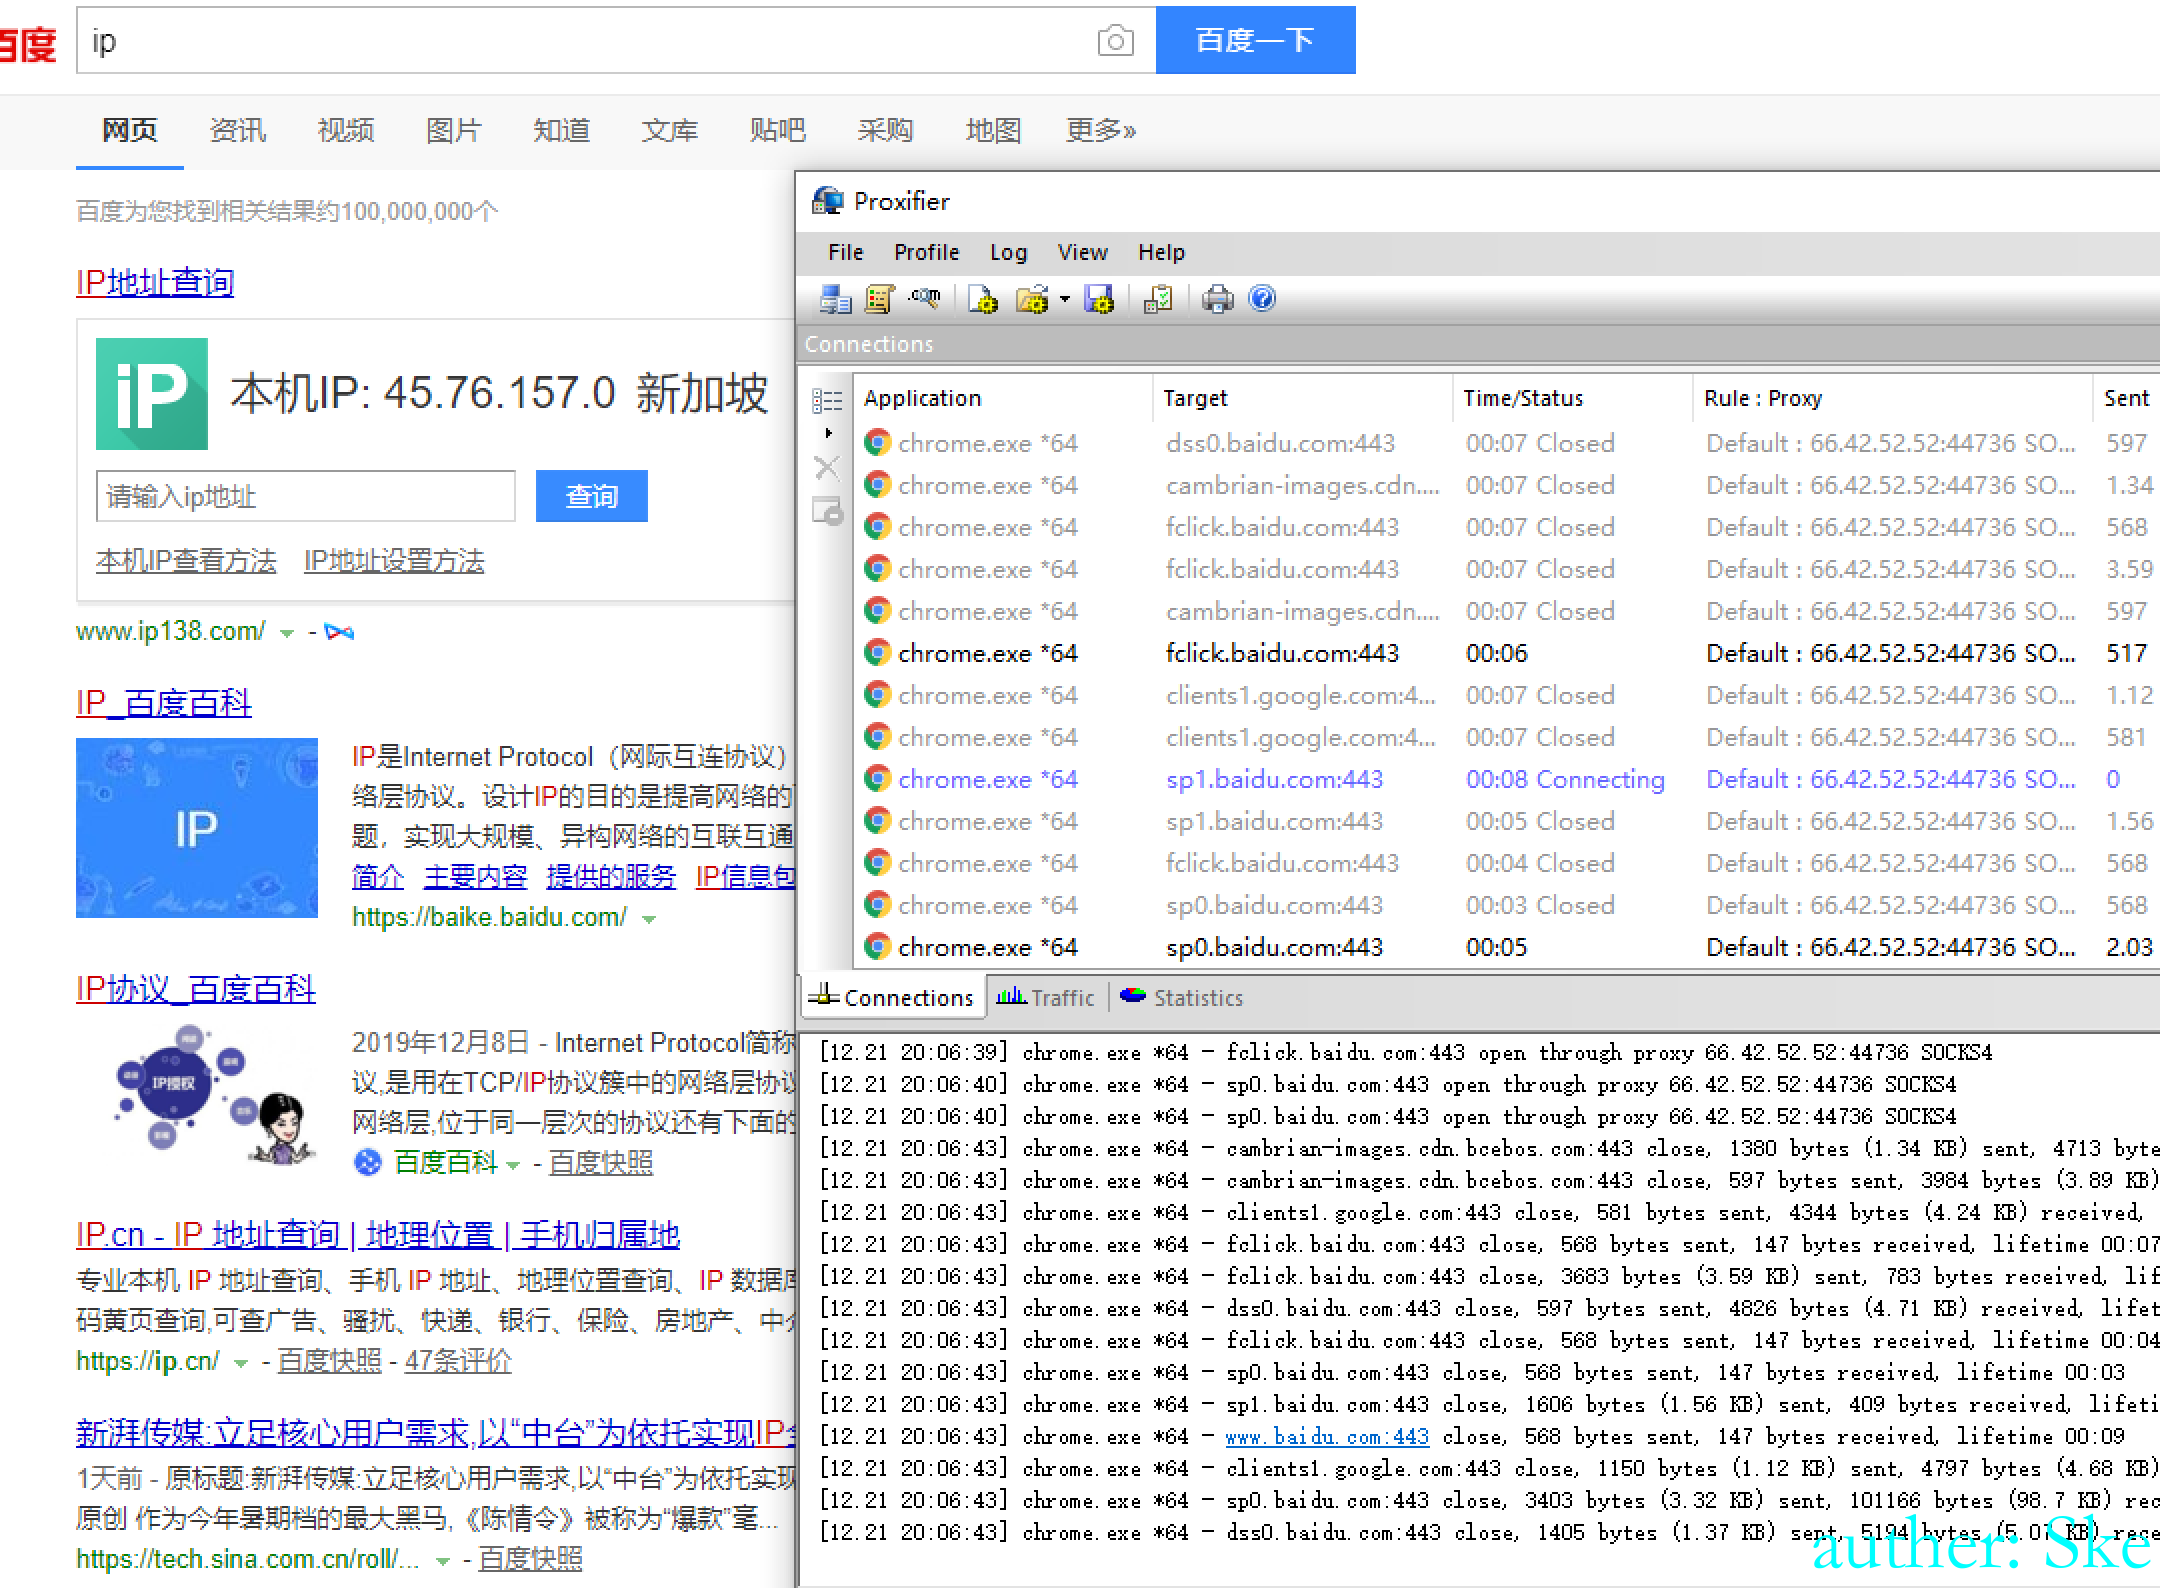 百度
ip
百度一下
网页 资讯 视频 图片 知道 文库 贴吧 采购 地图 更多»
百度为您找到相关结果约100,000,000个
IP地址查询
iP
本机IP: 45.76.157.0 新加坡
请输入ip地址
查询
本机IP查看方法 IP地址设置方法
www.ip138.com/ -
IP_百度百科
IP
IP是Internet Protocol（网际互连协议）
络层协议。设计IP的目的是提高网络的
题，实现大规模、异构网络的互联互通
简介 主要内容 提供的服务 IP信息包
https://baike.baidu.com/
IP协议_百度百科
IP授权
2019年12月8日 - Internet Protocol简称
议,是用在TCP/IP协议簇中的网络层协议
网络层,位于同一层次的协议还有下面的
百度百科 - 百度快照
IP.cn - IP 地址查询 | 地理位置 | 手机归属地
专业本机 IP 地址查询、手机 IP 地址、地理位置查询、IP 数据库
码黄页查询,可查广告、骚扰、快递、银行、保险、房地产、中介
https://ip.cn/ - 百度快照 - 47条评价
新湃传媒:立足核心用户需求,以“中台”为依托实现IP全
1天前 - 原标题:新湃传媒:立足核心用户需求,以“中台”为依托实现
原创 作为今年暑期档的最大黑马,《陈情令》被称为“爆款”毫...
https://tech.sina.com.cn/roll/... - 百度快照
Proxifier
File Profile Log View Help
.com
Connections
Application Target Time/Status Rule : Proxy Sent
chrome.exe *64 dss0.baidu.com:443 00:07 Closed Default : 66.42.52.52:44736 SO... 597
chrome.exe *64 cambrian-images.cdn.... 00:07 Closed Default : 66.42.52.52:44736 SO... 1.34
chrome.exe *64 fclick.baidu.com:443 00:07 Closed Default : 66.42.52.52:44736 SO... 568
chrome.exe *64 fclick.baidu.com:443 00:07 Closed Default : 66.42.52.52:44736 SO... 3.59
chrome.exe *64 cambrian-images.cdn.... 00:07 Closed Default : 66.42.52.52:44736 SO... 597
chrome.exe *64 fclick.baidu.com:443 00:06 Default : 66.42.52.52:44736 SO... 517
chrome.exe *64 clients1.google.com:4... 00:07 Closed Default : 66.42.52.52:44736 SO... 1.12
chrome.exe *64 clients1.google.com:4... 00:07 Closed Default : 66.42.52.52:44736 SO... 581
chrome.exe *64 sp1.baidu.com:443 00:08 Connecting Default : 66.42.52.52:44736 SO... 0
chrome.exe *64 sp1.baidu.com:443 00:05 Closed Default : 66.42.52.52:44736 SO... 1.56
chrome.exe *64 fclick.baidu.com:443 00:04 Closed Default : 66.42.52.52:44736 SO... 568
chrome.exe *64 sp0.baidu.com:443 00:03 Closed Default : 66.42.52.52:44736 SO... 568
chrome.exe *64 sp0.baidu.com:443 00:05 Default : 66.42.52.52:44736 SO... 2.03
Connections Traffic Statistics
[12.21 20:06:39] chrome.exe *64 - fclick.baidu.com:443 open through proxy 66.42.52.52:44736 SOCKS4
[12.21 20:06:40] chrome.exe *64 - sp0.baidu.com:443 open through proxy 66.42.52.52:44736 SOCKS4
[12.21 20:06:40] chrome.exe *64 - sp0.baidu.com:443 open through proxy 66.42.52.52:44736 SOCKS4
[12.21 20:06:43] chrome.exe *64 - cambrian-images.cdn.bcebos.com:443 close, 1380 bytes (1.34 KB) sent, 4713 byte
[12.21 20:06:43] chrome.exe *64 - cambrian-images.cdn.bcebos.com:443 close, 597 bytes sent, 3984 bytes (3.89 KB)
[12.21 20:06:43] chrome.exe *64 - clients1.google.com:443 close, 581 bytes sent, 4344 bytes (4.24 KB) received,
[12.21 20:06:43] chrome.exe *64 - fclick.baidu.com:443 close, 568 bytes sent, 147 bytes received, lifetime 00:07
[12.21 20:06:43] chrome.exe *64 - fclick.baidu.com:443 close, 3683 bytes (3.59 KB) sent, 783 bytes received, lif
[12.21 20:06:43] chrome.exe *64 - dss0.baidu.com:443 close, 597 bytes sent, 4826 bytes (4.71 KB) received, lifet
[12.21 20:06:43] chrome.exe *64 - fclick.baidu.com:443 close, 568 bytes sent, 147 bytes received, lifetime 00:04
[12.21 20:06:43] chrome.exe *64 - sp0.baidu.com:443 close, 568 bytes sent, 147 bytes received, lifetime 00:03
[12.21 20:06:43] chrome.exe *64 - sp1.baidu.com:443 close, 1606 bytes (1.56 KB) sent, 409 bytes received, lifeti
[12.21 20:06:43] chrome.exe *64 - www.baidu.com:443 close, 568 bytes sent, 147 bytes received, lifetime 00:09
[12.21 20:06:43] chrome.exe *64 - clients1.google.com:443 close, 1150 bytes (1.12 KB) sent, 4797 bytes (4.68 KB)
[12.21 20:06:43] chrome.exe *64 - sp0.baidu.com:443 close, 3403 bytes (3.32 KB) sent, 101166 bytes (98.7 KB) rec
[12.21 20:06:43] chrome.exe *64 - dss0.baidu.com:443 close, 1405 bytes (1.37 KB) sent, 5194 bytes (5.07 KB) rece
auther: Ske